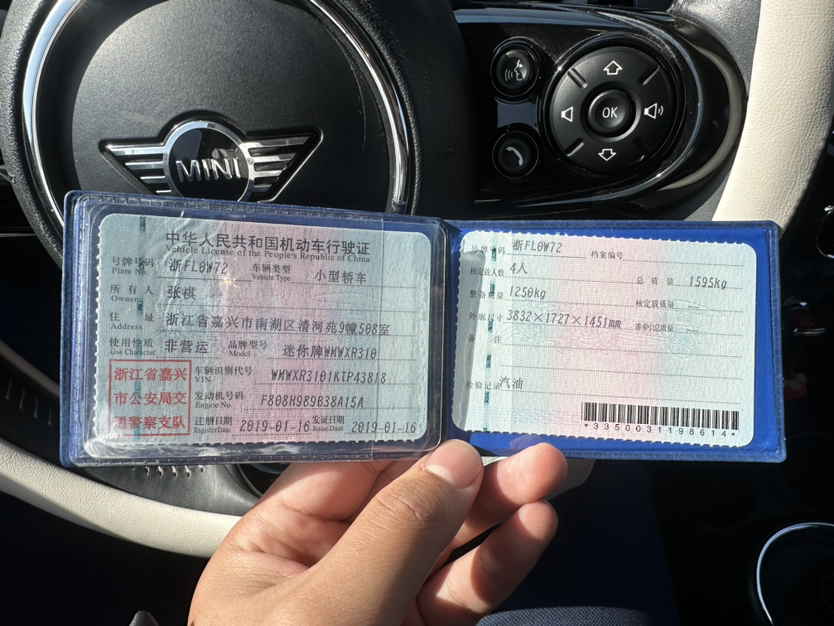 OK
MINI
中华人民共和国机动车行驶证
Vehicle License of the People's Republic of China
号牌号码 浙FL0W72 车辆类型 小型轿车
Plate No. Vehicle Type
所有人 张祺
Owner
住址 浙江省嘉兴市南湖区清河苑9幢508室
Address
使用性质 非营运 品牌型号 迷你牌WMWXR310
Use Character Model
浙江省嘉兴
市公安局交
通警察支队
车辆识别代号 WMWXR3101KTP43818
VIN
发动机号码 F808H989B38A15A
Engine No.
注册日期 2019-01-16 发证日期 2019-01-16
Register Date Issue Date
号牌号码 浙FL0W72 档案编号
核定载人数 4人 总质量 1595kg
整备质量 1250kg 核定载质量 --
外廓尺寸 3832×1727×1451mm 准牵引总质量 --
备注
检验记录 汽油
*3350031198614*